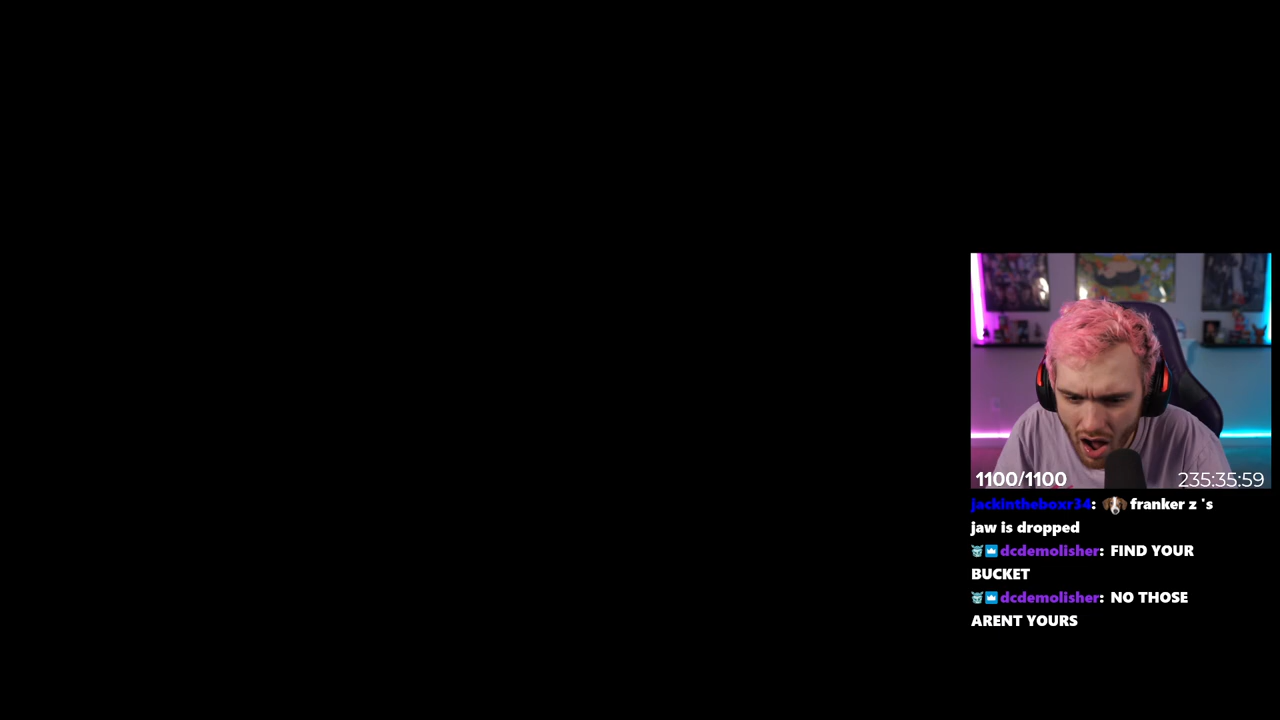 1100/1100 235:35:59
jackintheboxr34: franker z 's
jaw is dropped
dcdemolisher: FIND YOUR
BUCKET
dcdemolisher: NO THOSE
ARENT YOURS